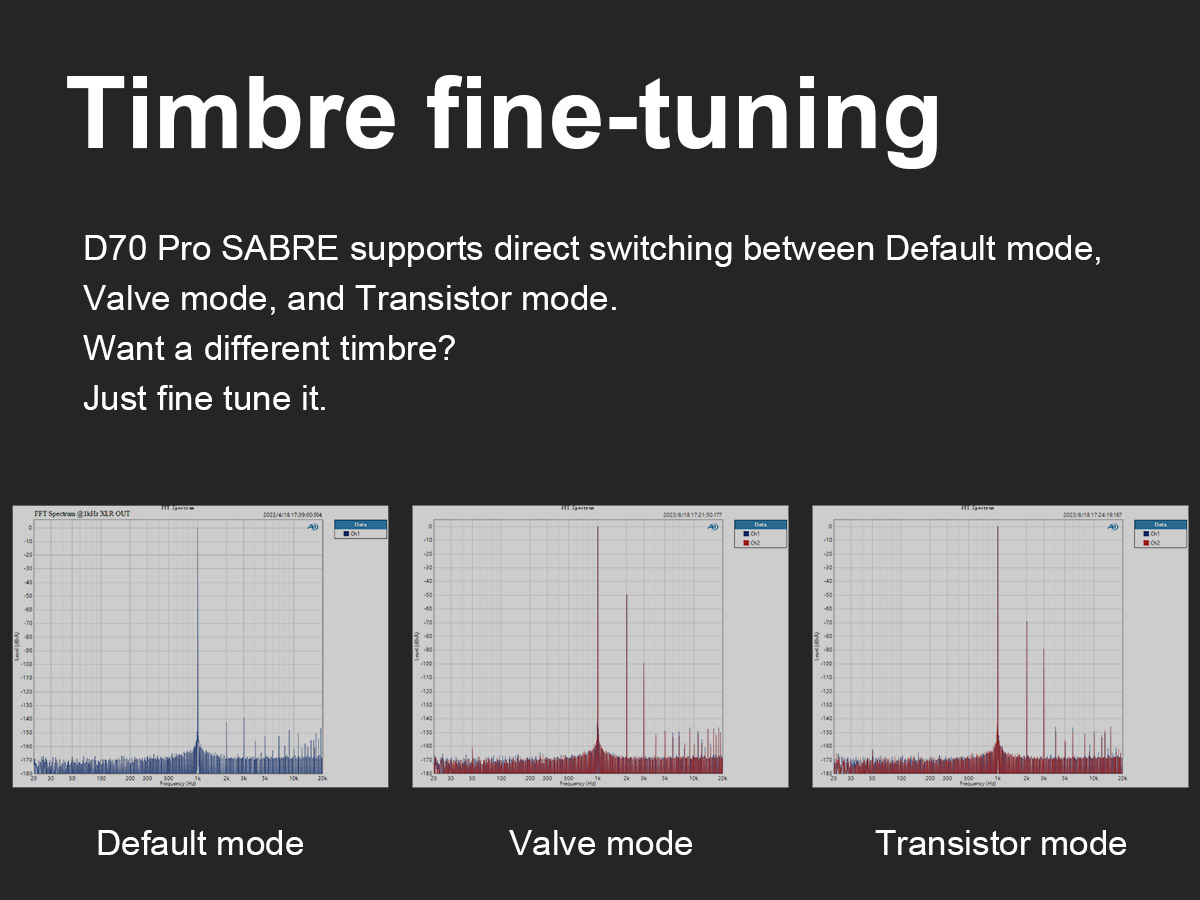 Timbre fine-tuning
D70 Pro SABRE supports direct switching between Default mode,
Valve mode, and Transistor mode.
Want a different timbre?
Just fine tune it.
FFT Spectrum
FFT Spectrum @1kHz XLR OUT
2022/4/18 17:39:00.994
Data
Ch1
0
-10
-20
-30
-40
-50
-60
-70
-80
-90
-100
-110
-120
-130
-140
-150
-160
-170
-180
Level (dBrA)
20 30 50 100 200 300 500 1k 2k 3k 5k 10k 20k
Frequency (Hz)
FFT Spectrum
2022/8/18 17:21:50.177
Data
Ch1
Ch2
0
-10
-20
-30
-40
-50
-60
-70
-80
-90
-100
-110
-120
-130
-140
-150
-160
-170
-180
Level (dBrA)
20 30 50 100 200 300 500 1k 2k 3k 5k 10k 20k
Frequency (Hz)
FFT Spectrum
2022/8/18 17:24:19.187
Data
Ch1
Ch2
0
-10
-20
-30
-40
-50
-60
-70
-80
-90
-100
-110
-120
-130
-140
-150
-160
-170
-180
Level (dBrA)
20 30 50 100 200 300 500 1k 2k 3k 5k 10k 20k
Frequency (Hz)
Default mode
Valve mode
Transistor mode